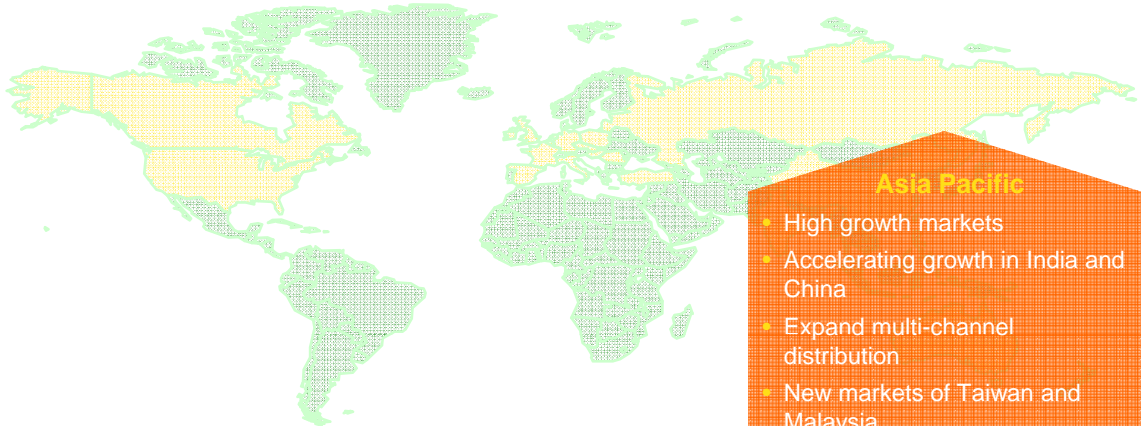 Asia Pacific
• High growth markets
• Accelerating growth in India and
China
• Expand multi-channel
distribution
• New markets of Taiwan and
Malaysia